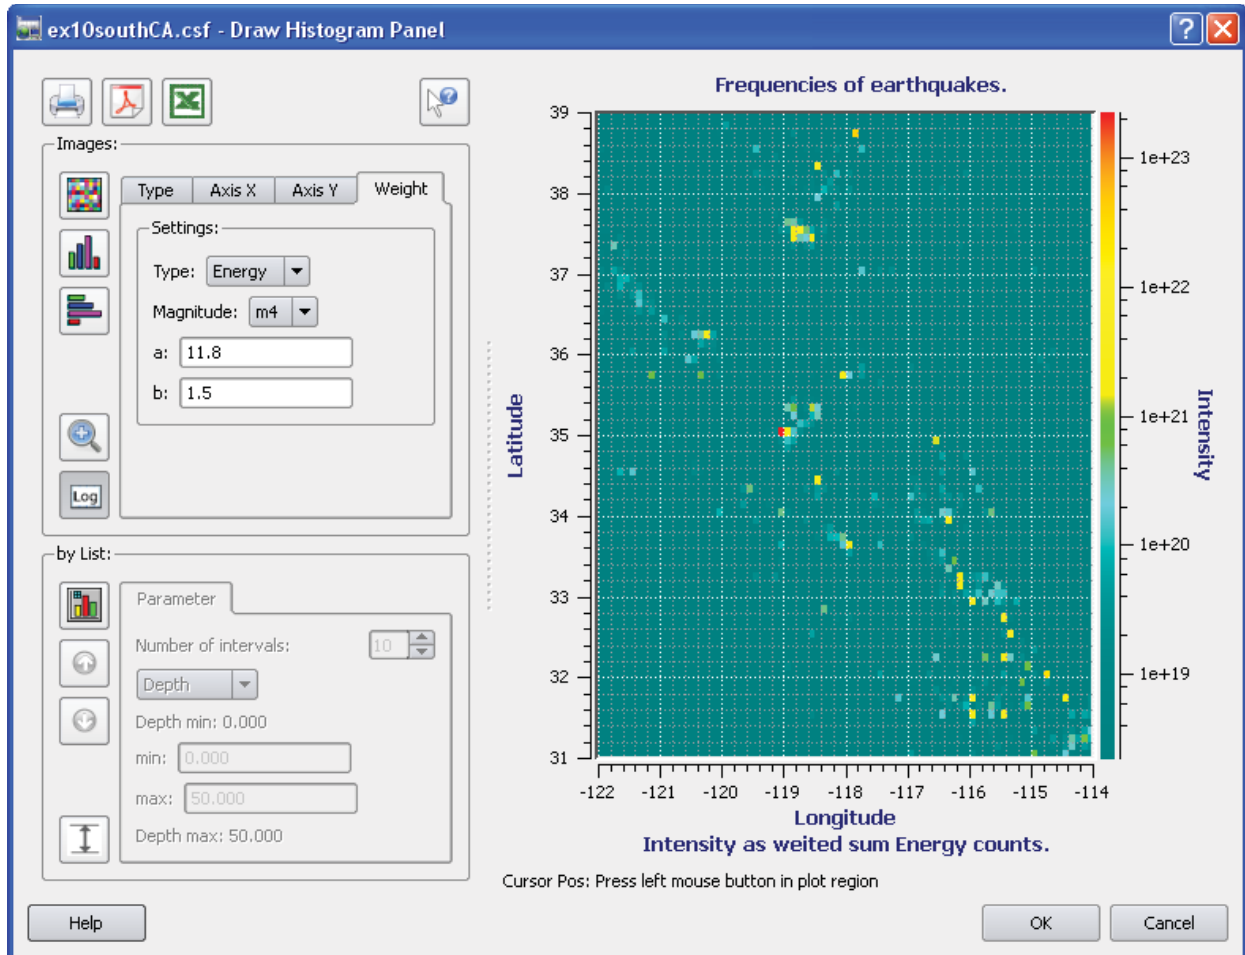 ex10southCA.csf - Draw Histogram Panel
Images:
Type Axis X Axis Y Weight
Settings:
Type: Energy
Magnitude: m4
a: 11.8
b: 1.5
Log
by List:
Parameter
Number of intervals: 10
Depth
Depth min: 0.000
min: 0.000
max: 50.000
Depth max: 50.000
Frequencies of earthquakes.
39
38
37
36
35
34
33
32
31
Latitude
-122 -121 -120 -119 -118 -117 -116 -115 -114
Longitude
Intensity as weited sum Energy counts.
1e+23
1e+22
1e+21
1e+20
1e+19
Intensity
Cursor Pos: Press left mouse button in plot region
Help
OK
Cancel